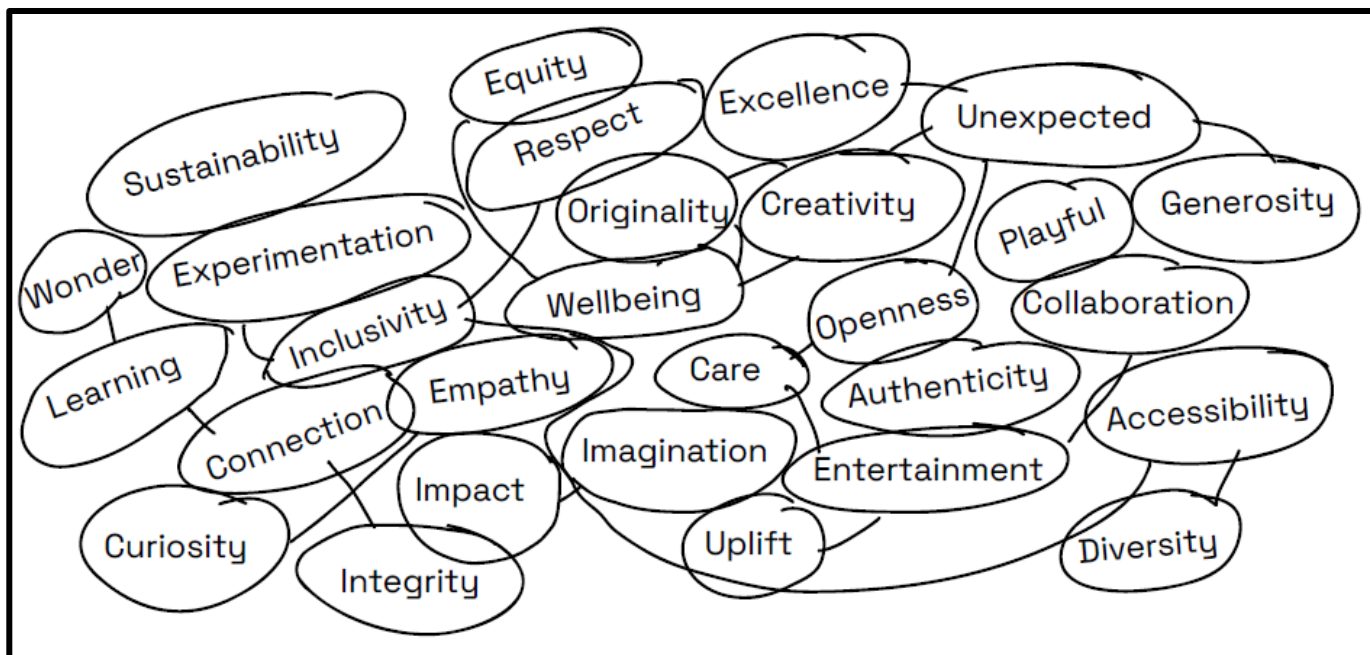 Equity
Excellence
Unexpected
Respect
Sustainability
Originality
Creativity
Playful
Generosity
Experimentation
Wonder
Wellbeing
Openness
Collaboration
Inclusivity
Learning
Empathy
Care
Authenticity
Accessibility
Connection
Imagination
Entertainment
Impact
Curiosity
Uplift
Diversity
Integrity